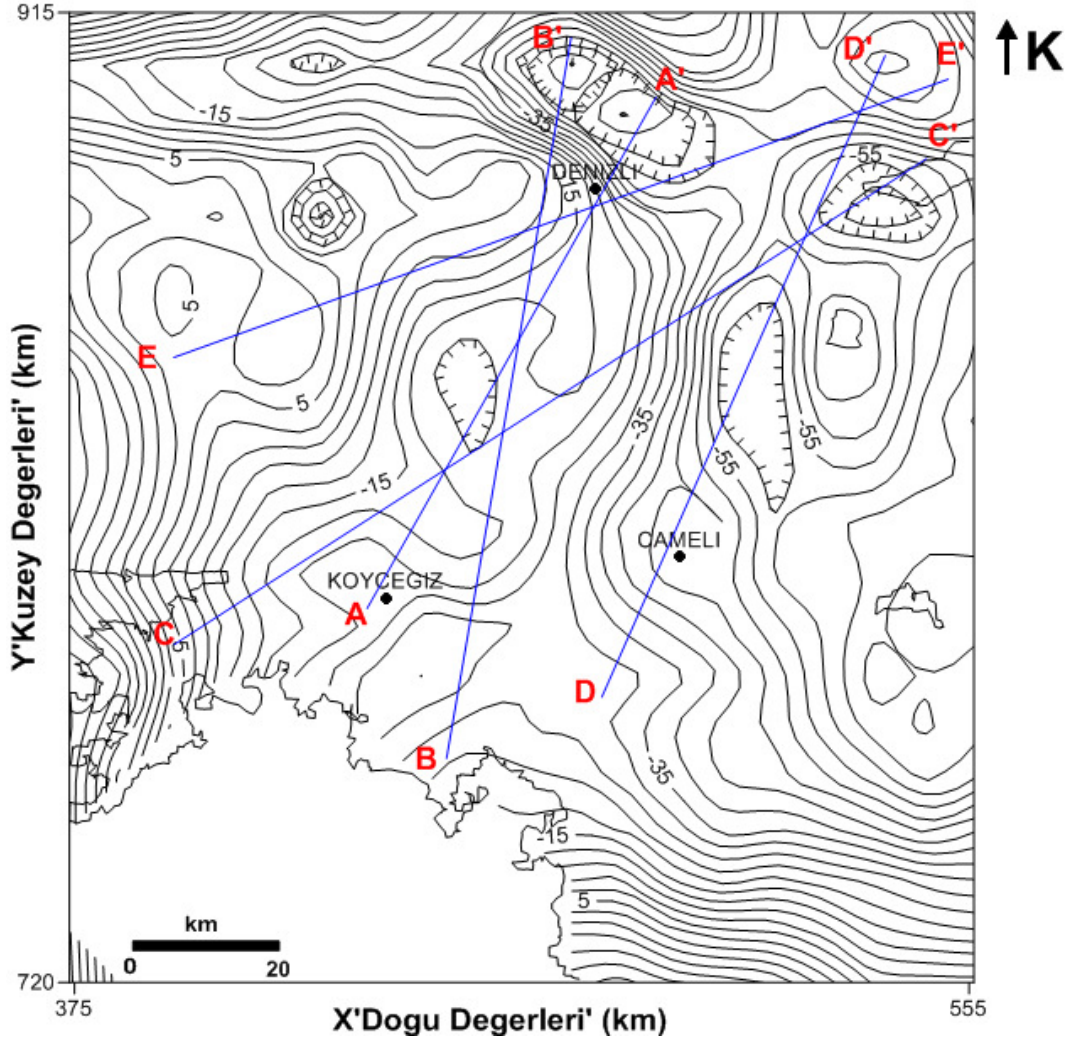 915
B'
D'
E'
K
A'
-15
-35
C'
5
-55
DENIZLI
15
5
E
5
-35
-55
-55
-15
CAMELI
KOYCEGIZ
A
C
5
D
B
-35
-15
km
5
0
20
720
375
555
X'Dogu Degerleri' (km)
Y'Kuzey Degerleri' (km)